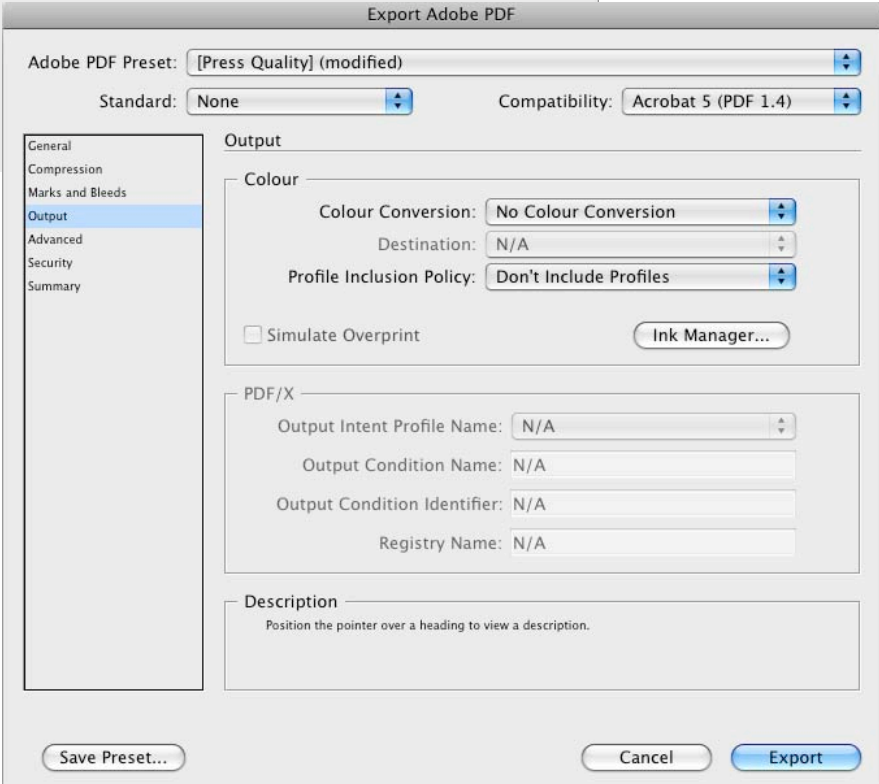 Export Adobe PDF
Adobe PDF Preset: [Press Quality] (modified)
Standard: None Compatibility: Acrobat 5 (PDF 1.4)
General
Compression
Marks and Bleeds
Output
Advanced
Security
Summary
Output
Colour
Colour Conversion: No Colour Conversion
Destination: N/A
Profile Inclusion Policy: Don't Include Profiles
Simulate Overprint Ink Manager...
PDF/X
Output Intent Profile Name: N/A
Output Condition Name: N/A
Output Condition Identifier: N/A
Registry Name: N/A
Description
Position the pointer over a heading to view a description.
Save Preset... Cancel Export